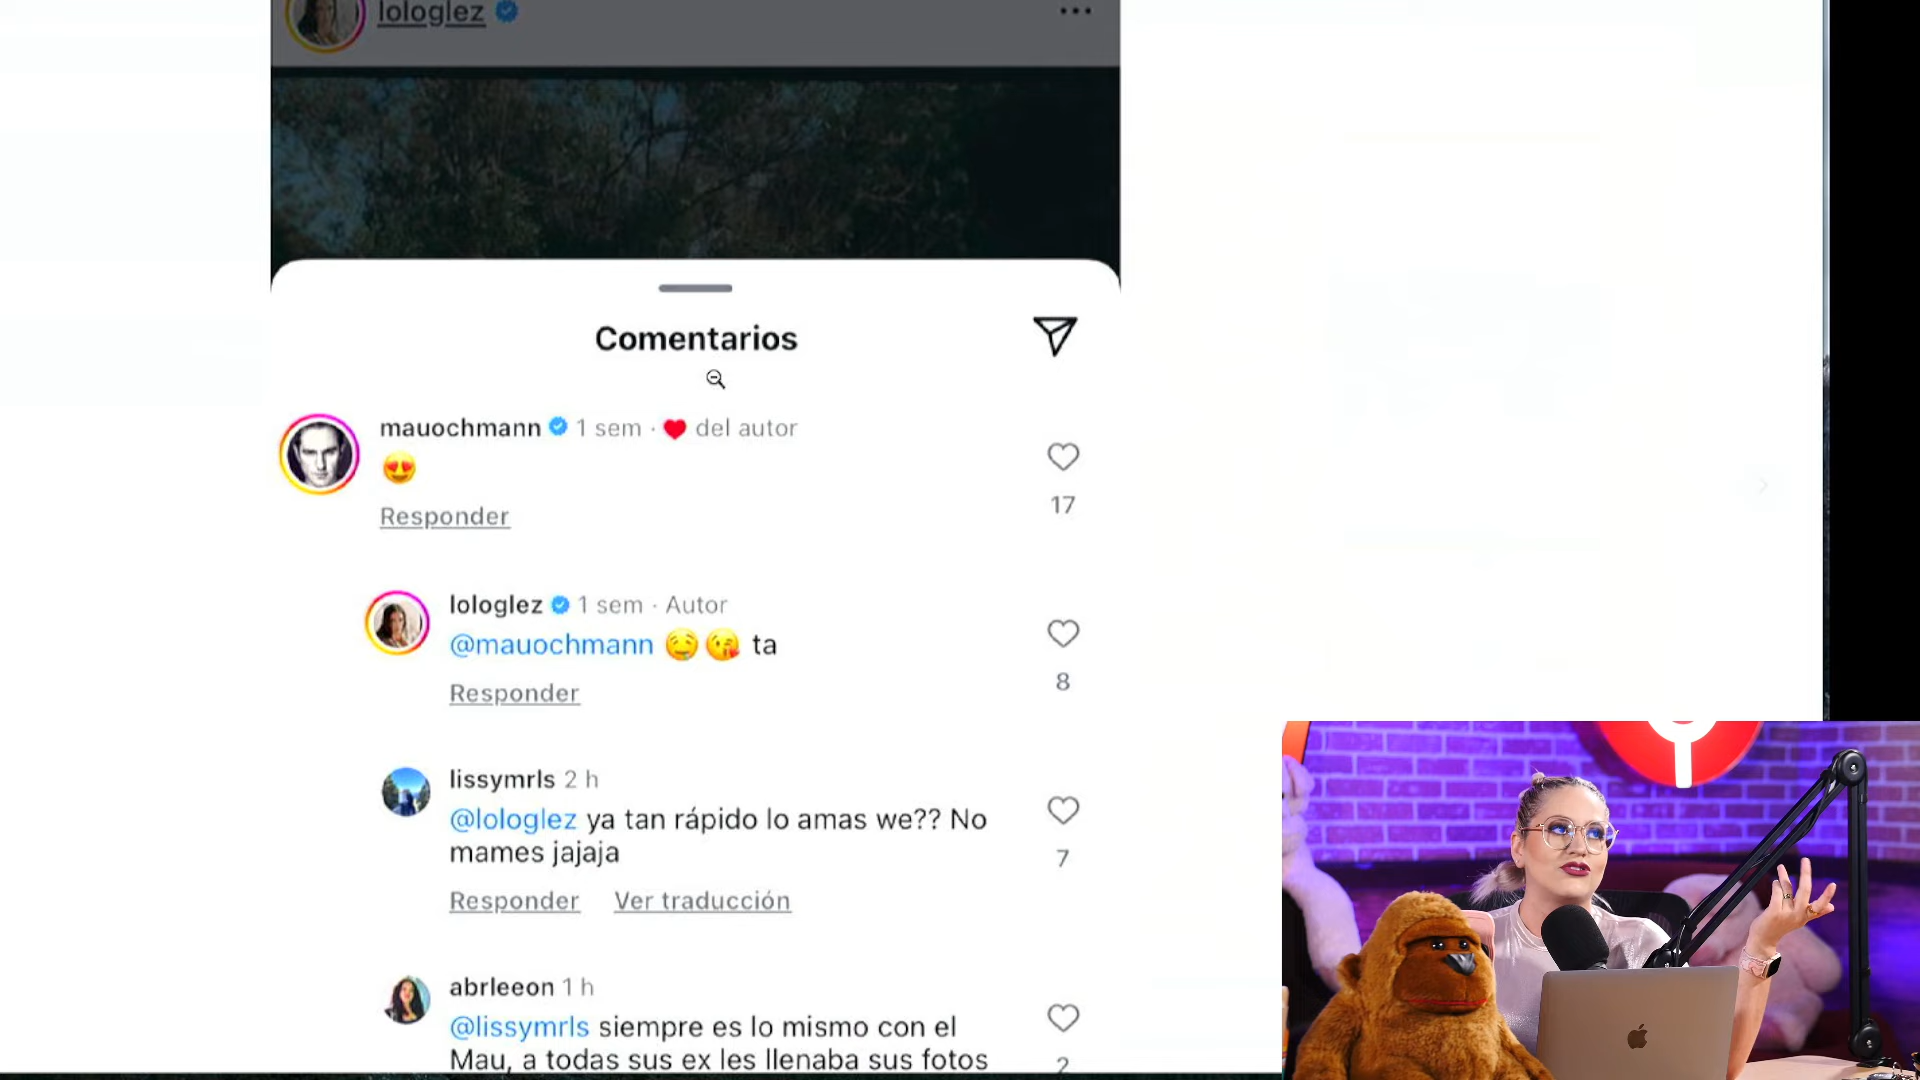 lologlez
Comentarios
mauochmann 1 sem · ❤️ del autor
😍
Responder
17
lologlez 1 sem · Autor
@mauochmann 🤤😘 ta
8
Responder
lissymrls 2 h
@lologlez ya tan rápido lo amas we?? No
mames jajaja
7
Responder Ver traducción
abrleeon 1 h
@lissymrls siempre es lo mismo con el
Mau, a todas sus ex les llenaba sus fotos
2